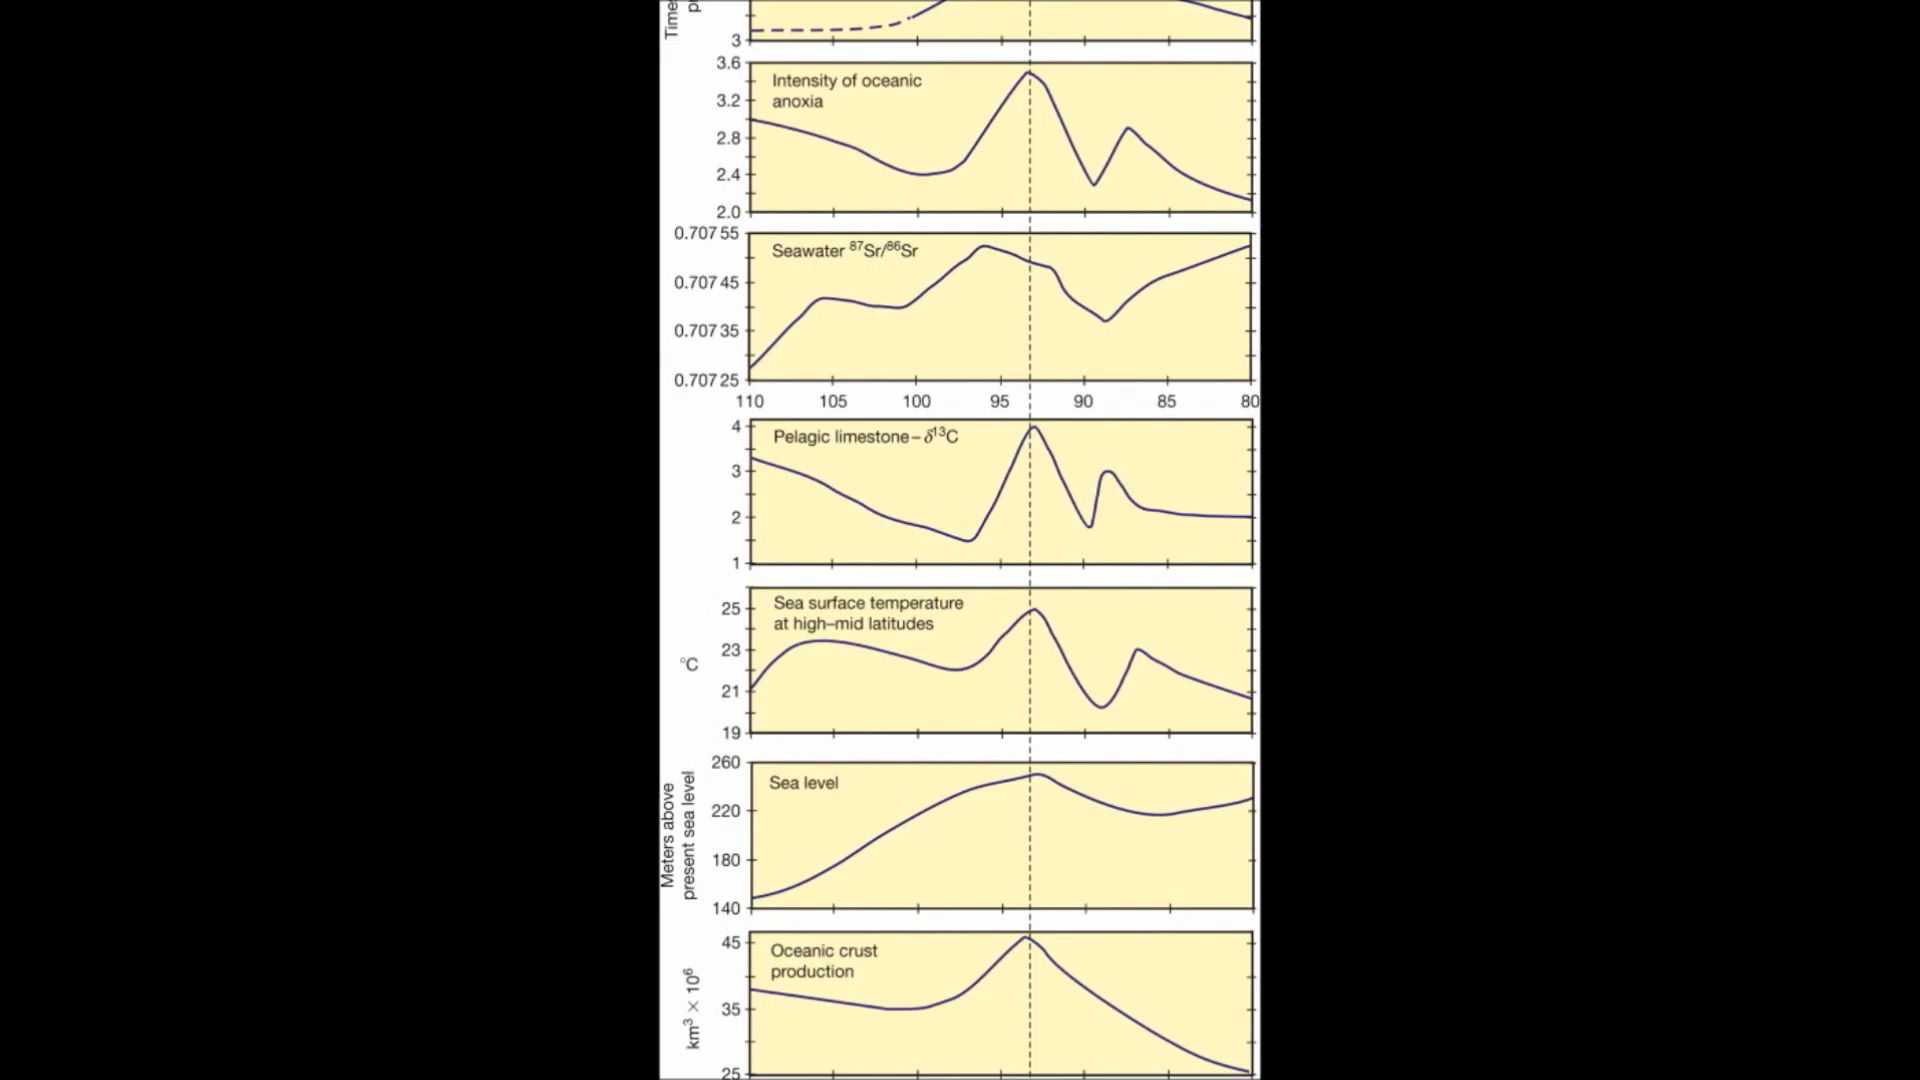 Times
3
3.6
Intensity of oceanic
anoxia
3.2
2.8
2.4
2.0
0.707 55
Seawater ⁸⁷Sr/⁸⁶Sr
0.707 45
0.707 35
0.707 25
110 105 100 95 90 85 80
4
Pelagic limestone – δ¹³C
3
2
1
Sea surface temperature
at high–mid latitudes
25
23
°C
21
19
260
Sea level
220
Meters above
present sea level
180
140
45
Oceanic crust
production
km³ × 10⁶
35
25